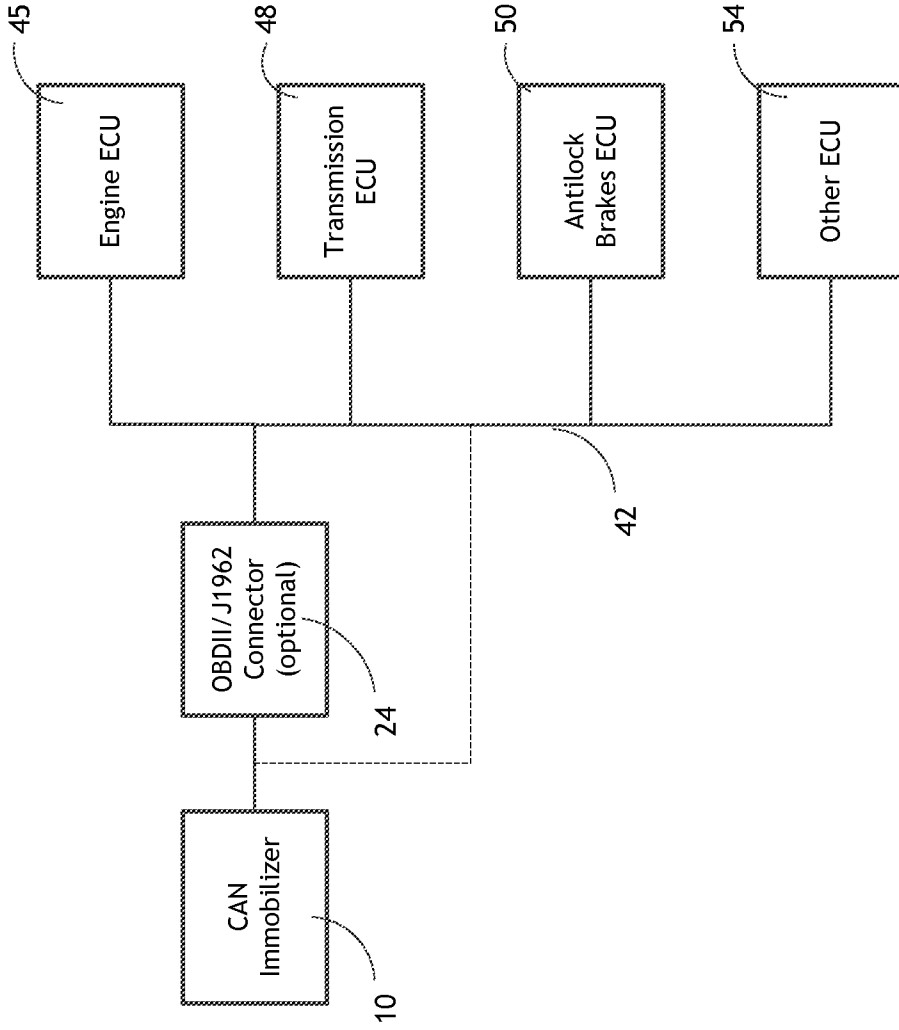 45
Engine ECU
48
Transmission
ECU
50
Antilock
Brakes ECU
54
Other ECU
42
OBDII/J1962
Connector
(optional)
24
CAN
Immobilizer
10